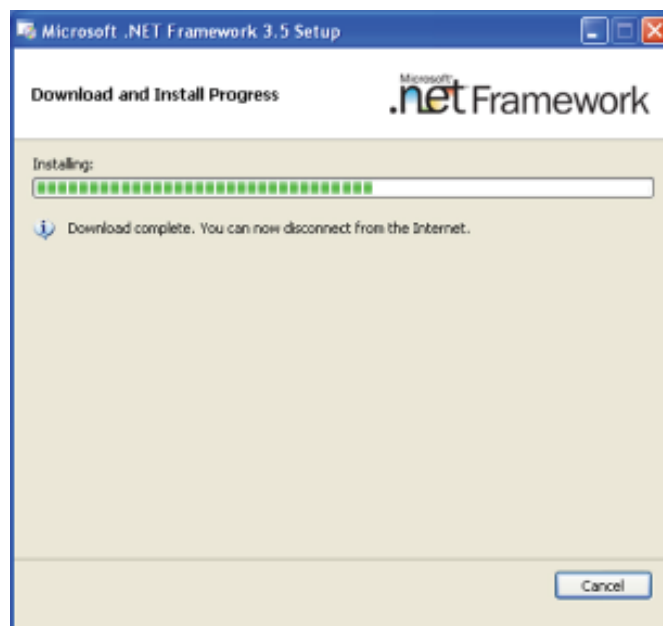 Microsoft .NET Framework 3.5 Setup
Download and Install Progress
Microsoft
.net Framework
Installing:
Download complete. You can now disconnect from the Internet.
Cancel